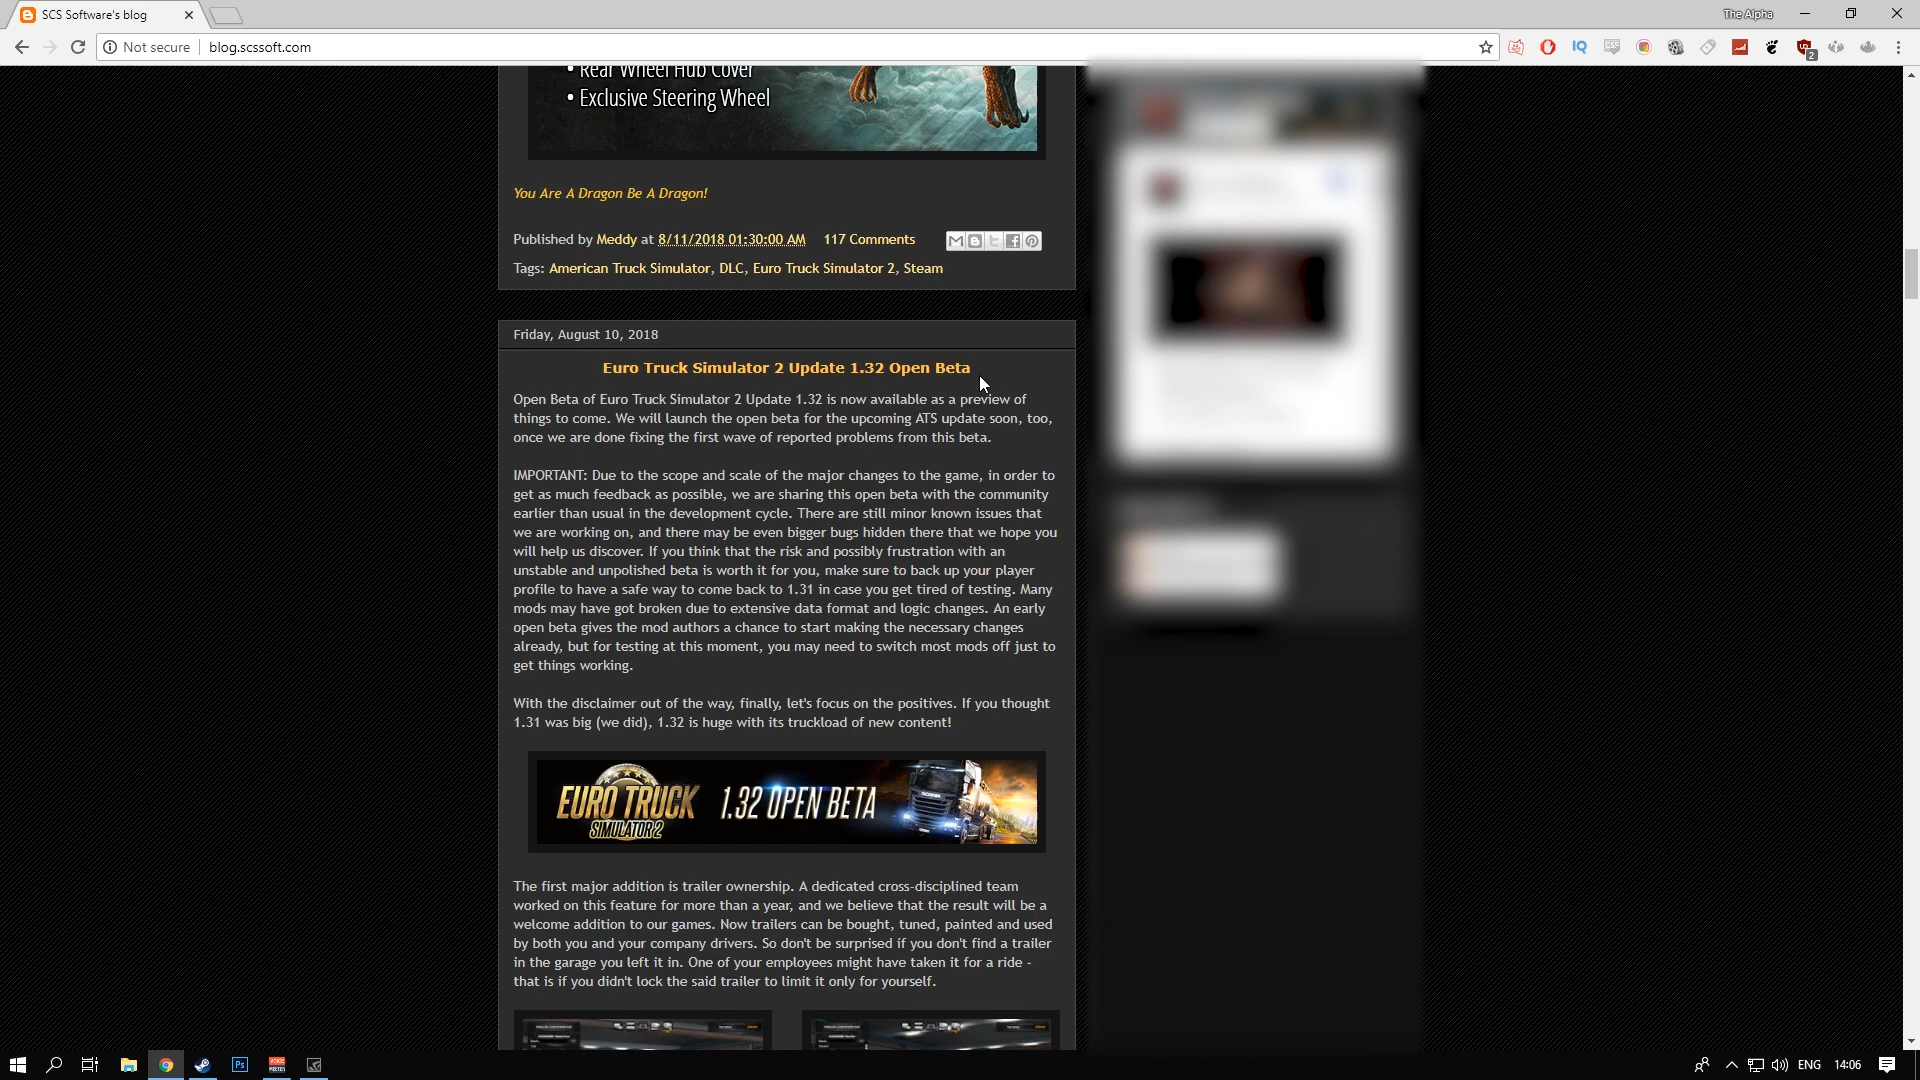 SCS Software's blog
The Alpha
Not secure
blog.scssoft.com
2
• Rear Wheel Hub Cover
• Exclusive Steering Wheel
You Are A Dragon Be A Dragon!
Published by Meddy at 8/11/2018 01:30:00 AM 117 Comments
Tags: American Truck Simulator, DLC, Euro Truck Simulator 2, Steam
Friday, August 10, 2018
Euro Truck Simulator 2 Update 1.32 Open Beta
Open Beta of Euro Truck Simulator 2 Update 1.32 is now available as a preview of
things to come. We will launch the open beta for the upcoming ATS update soon, too,
once we are done fixing the first wave of reported problems from this beta.
IMPORTANT: Due to the scope and scale of the major changes to the game, in order to
get as much feedback as possible, we are sharing this open beta with the community
earlier than usual in the development cycle. There are still minor known issues that
we are working on, and there may be even bigger bugs hidden there that we hope you
will help us discover. If you think that the risk and possibly frustration with an
unstable and unpolished beta is worth it for you, make sure to back up your player
profile to have a safe way to come back to 1.31 in case you get tired of testing. Many
mods may have got broken due to extensive data format and logic changes. An early
open beta gives the mod authors a chance to start making the necessary changes
already, but for testing at this moment, you may need to switch most mods off just to
get things working.
With the disclaimer out of the way, finally, let's focus on the positives. If you thought
1.31 was big (we did), 1.32 is huge with its truckload of new content!
EURO TRUCK
SIMULATOR 2
1.32 OPEN BETA
SCANIA
The first major addition is trailer ownership. A dedicated cross-disciplined team
worked on this feature for more than a year, and we believe that the result will be a
welcome addition to our games. Now trailers can be bought, tuned, painted and used
by both you and your company drivers. So don't be surprised if you don't find a trailer
in the garage you left it in. One of your employees might have taken it for a ride -
that is if you didn't lock the said trailer to limit it only for yourself.
ENG
14:06